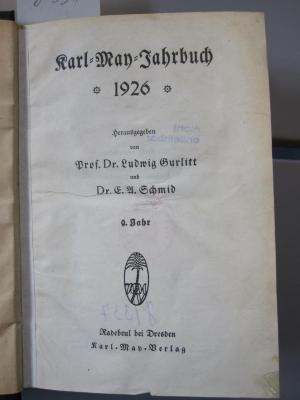 Karl-May-Jahrbuch
1926
Herausgegeben
von
Prof. Dr. Ludwig Gurlitt
und
Dr. E. A. Schmid
9. Jahr
Radebeul bei Dresden
Karl-May-Verlag